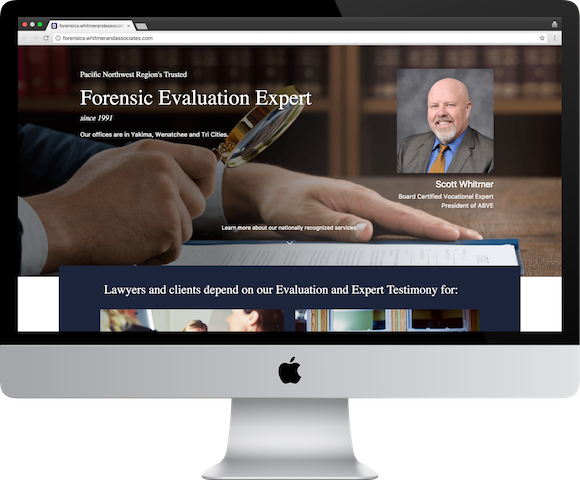 forensics.whitmerandassociates
forensics.whitmerandassociates.com
Pacific Northwest Region's Trusted
Forensic Evaluation Expert
since 1991
Our offices are in Yakima, Wenatchee and Tri Cities.
Scott Whitmer
Board Certified Vocational Expert
President of ABVE
Learn more about our nationally recognized services
Lawyers and clients depend on our Evaluation and Expert Testimony for: